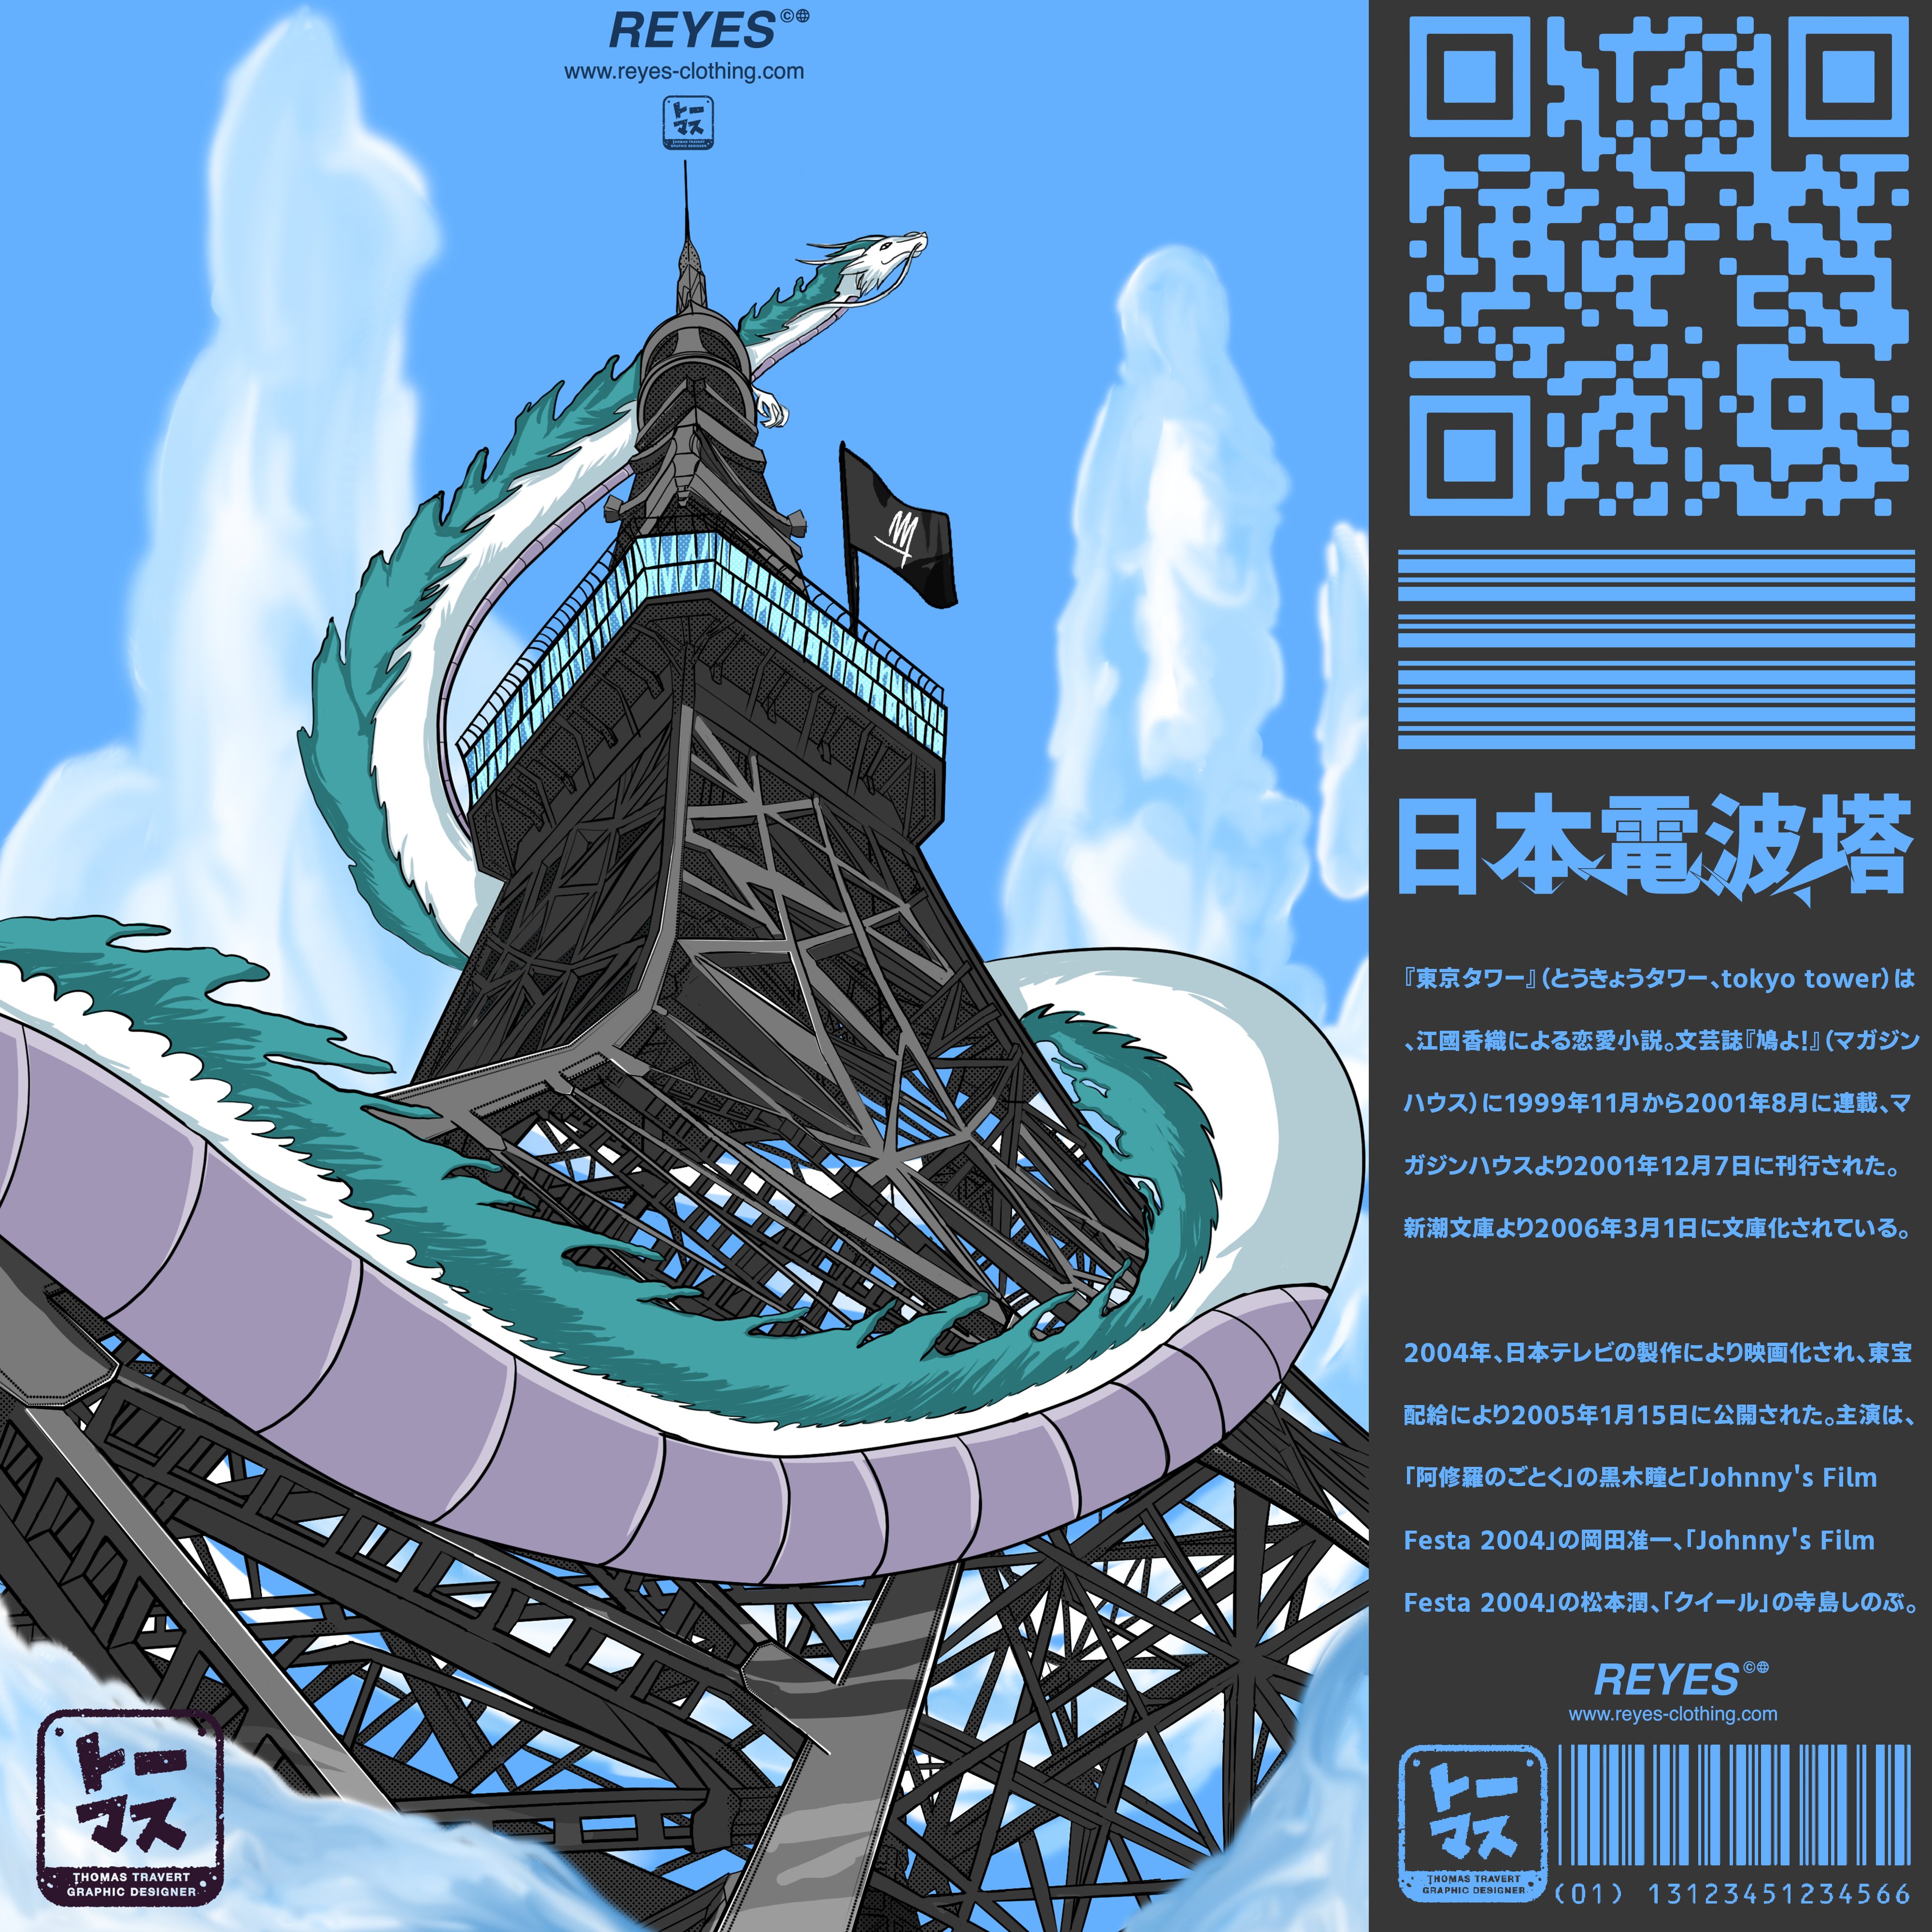 REYES©
www.reyes-clothing.com
トーマス
THOMAS TRAVERT
GRAPHIC DESIGNER
トーマス
THOMAS TRAVERT
GRAPHIC DESIGNER
日本電波塔
『東京タワー』（とうきょうタワー、tokyo tower）は
、江國香織による恋愛小説。文芸誌『鳩よ!』（マガジン
ハウス）に1999年11月から2001年8月に連載、マ
ガジンハウスより2001年12月7日に刊行された。
新潮文庫より2006年3月1日に文庫化されている。
2004年、日本テレビの製作により映画化され、東宝
配給により2005年1月15日に公開された。主演は、
「阿修羅のごとく」の黒木瞳と「Johnny's Film
Festa 2004」の岡田准一、「Johnny's Film
Festa 2004」の松本潤、「クイール」の寺島しのぶ。
REYES©
www.reyes-clothing.com
トーマス
THOMAS TRAVERT
GRAPHIC DESIGNER
(01) 13123451234566